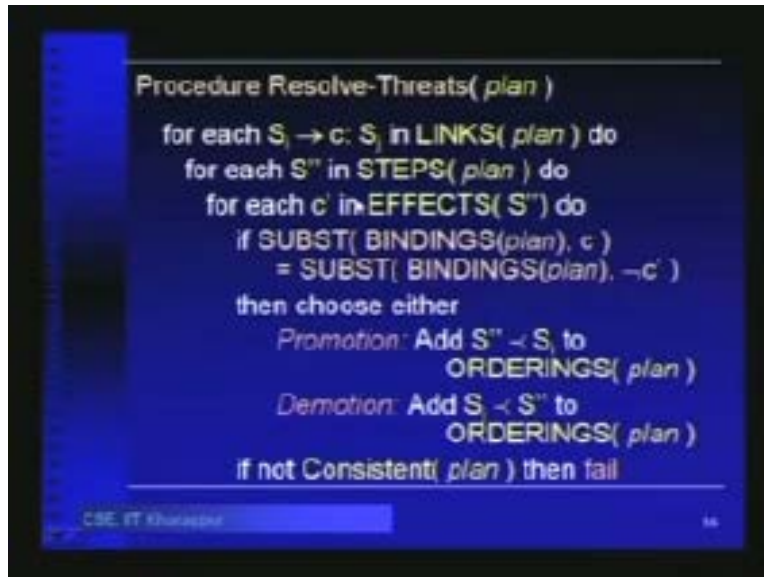 Procedure Resolve-Threats( plan )
for each Si → c: Sj in LINKS( plan ) do
for each S'' in STEPS( plan ) do
for each c' in EFFECTS( S'') do
if SUBST( BINDINGS(plan), c )
= SUBST( BINDINGS(plan), ¬c' )
then choose either
Promotion: Add S'' ≺ Si to
ORDERINGS( plan )
Demotion: Add Sj ≺ S'' to
ORDERINGS( plan )
if not Consistent( plan ) then fail
CSE, IIT Kharagpur